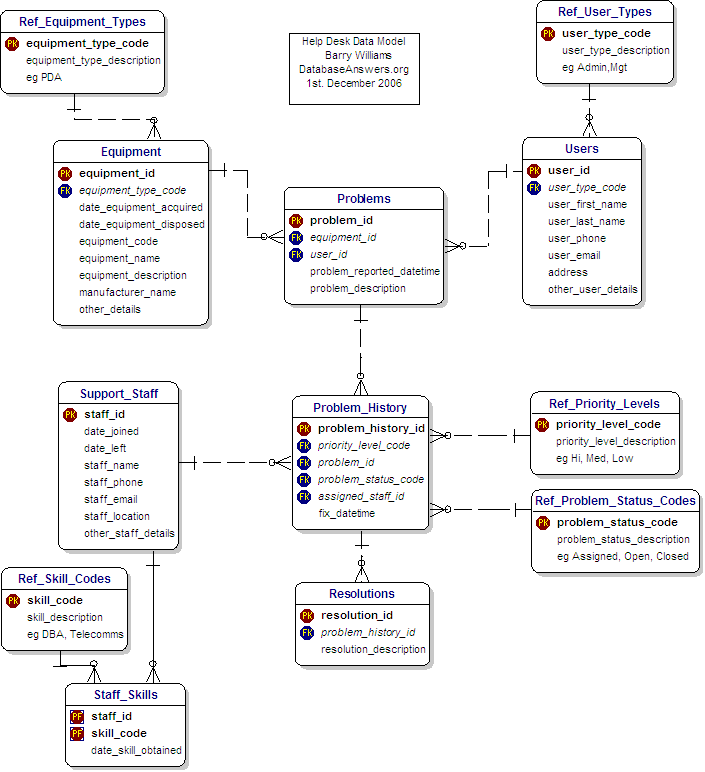 Ref_Equipment_Types
Pk equipment_type_code
equipment_type_description
eg PDA
Help Desk Data Model
Barry Williams
DatabaseAnswers.org
1st. December 2006
Ref_User_Types
Pk user_type_code
user_type_description
eg Admin,Mgt
Equipment
Pk equipment_id
Fk equipment_type_code
date_equipment_acquired
date_equipment_disposed
equipment_code
equipment_name
equipment_description
manufacturer_name
other_details
Problems
Pk problem_id
Fk equipment_id
Fk user_id
problem_reported_datetime
problem_description
Users
Pk user_id
Fk user_type_code
user_first_name
user_last_name
user_phone
user_email
address
other_user_details
Support_Staff
Pk staff_id
date_joined
date_left
staff_name
staff_phone
staff_email
staff_location
other_staff_details
Problem_History
Pk problem_history_id
Fk priority_level_code
Fk problem_id
Fk problem_status_code
Fk assigned_staff_id
fix_datetime
Ref_Priority_Levels
Pk priority_level_code
priority_level_description
eg Hi, Med, Low
Ref_Problem_Status_Codes
Pk problem_status_code
problem_status_description
eg Assigned, Open, Closed
Ref_Skill_Codes
Pk skill_code
skill_description
eg DBA, Telecomms
Resolutions
Pk resolution_id
Fk problem_history_id
resolution_description
Staff_Skills
PF staff_id
PF skill_code
date_skill_obtained